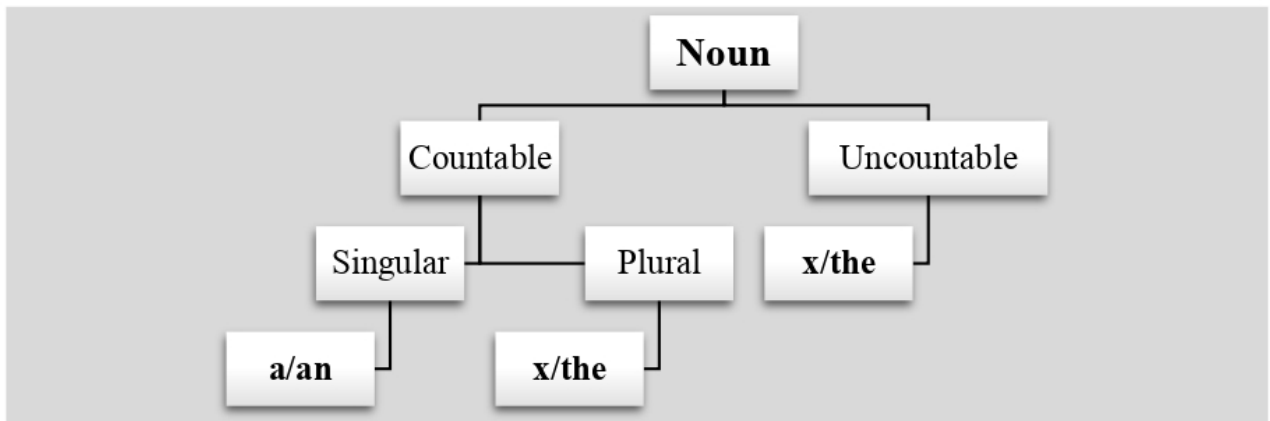 Noun
Countable
Uncountable
Singular
Plural
x/the
a/an
x/the